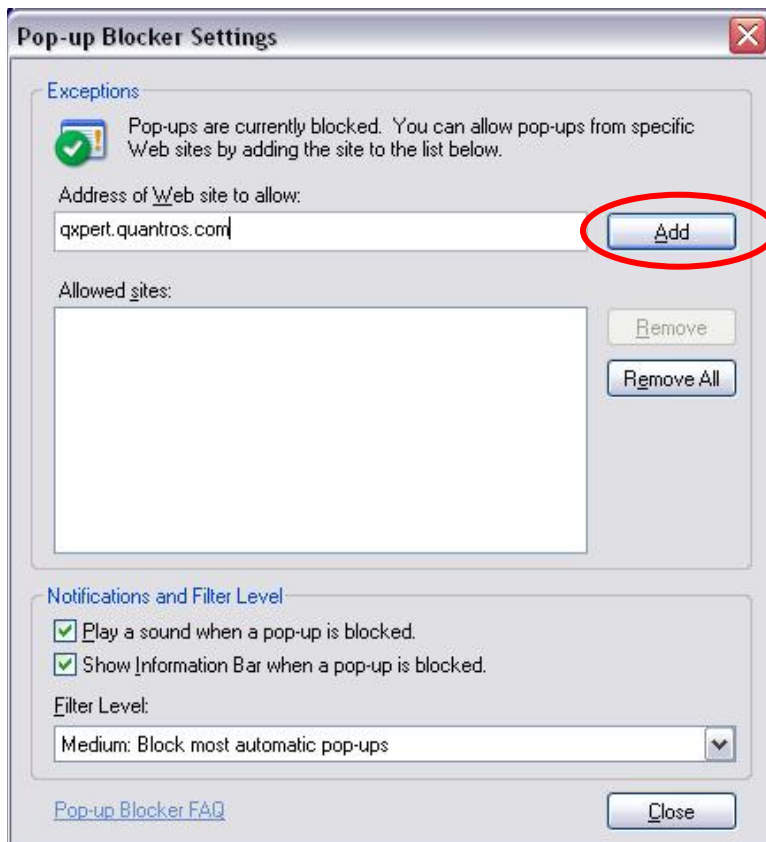 Pop-up Blocker Settings
Exceptions
Pop-ups are currently blocked. You can allow pop-ups from specific
Web sites by adding the site to the list below.
Address of Web site to allow:
qxpert.quantros.com
Add
Allowed sites:
Remove
Remove All
Notifications and Filter Level
Play a sound when a pop-up is blocked.
Show Information Bar when a pop-up is blocked.
Filter Level:
Medium: Block most automatic pop-ups
Pop-up Blocker FAQ
Close